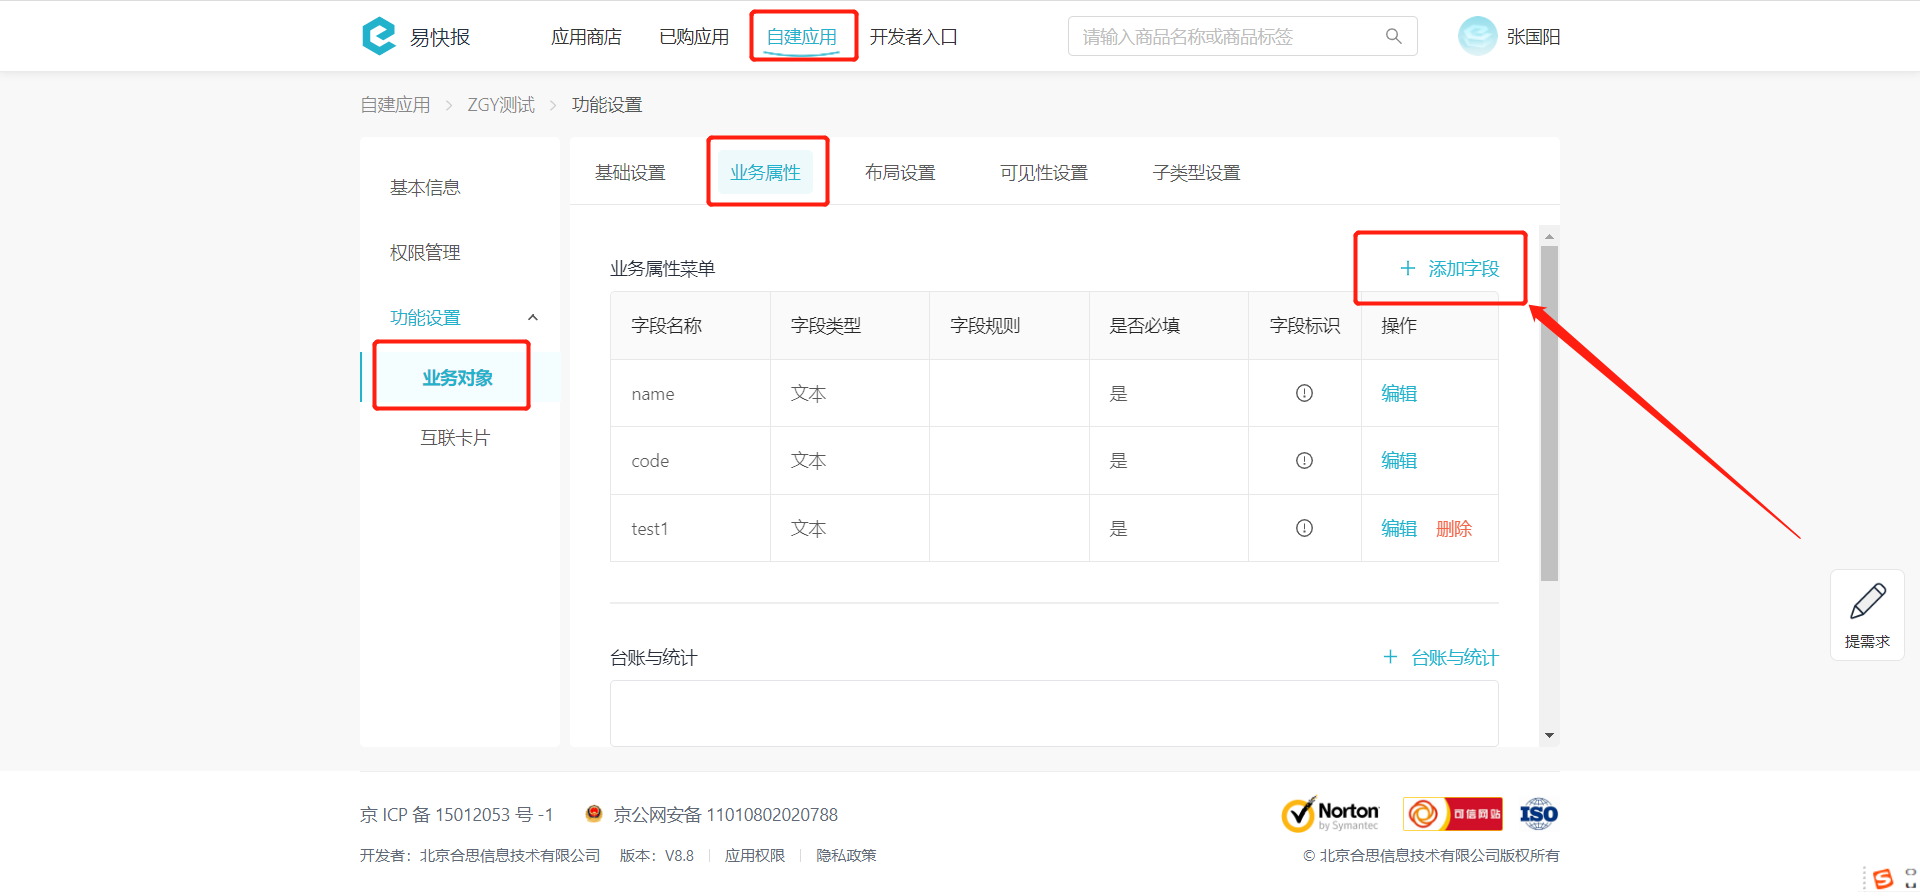 易快报 应用商店 已购应用 自建应用 开发者入口 请输入商品名称或商品标签 张国阳
自建应用 > ZGY测试 > 功能设置
基本信息
权限管理
功能设置
业务对象
互联卡片
基础设置 业务属性 布局设置 可见性设置 子类型设置
业务属性菜单 + 添加字段
字段名称 字段类型 字段规则 是否必填 字段标识 操作
name 文本 是 编辑
code 文本 是 编辑
test1 文本 是 编辑 删除
台账与统计 + 台账与统计
提需求
京 ICP 备 15012053 号 -1 京公网安备 11010802020788
Norton
by Symantec
可信网站
ISO
开发者：北京合思信息技术有限公司 版本：V8.8 应用权限 隐私政策
© 北京合思信息技术有限公司版权所有